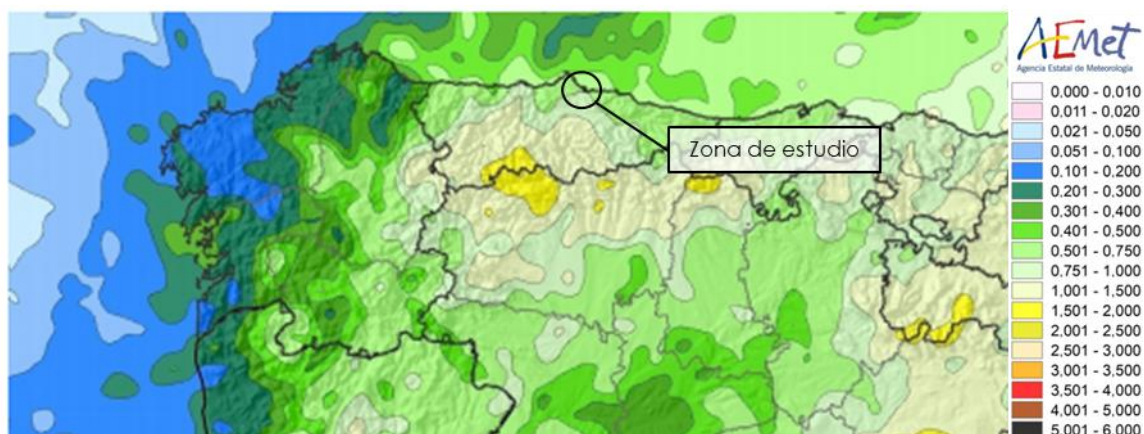 AEMet
Agencia Estatal de Meteorología
Zona de estudio
0.000 - 0.010
0.011 - 0.020
0.021 - 0.050
0.051 - 0.100
0.101 - 0.200
0.201 - 0.300
0.301 - 0.400
0.401 - 0.500
0.501 - 0.750
0.751 - 1.000
1,001 - 1.500
1.501 - 2.000
2.001 - 2.500
2.501 - 3.000
3.001 - 3.500
3.501 - 4.000
4.001 - 5.000
5.001 - 6.000